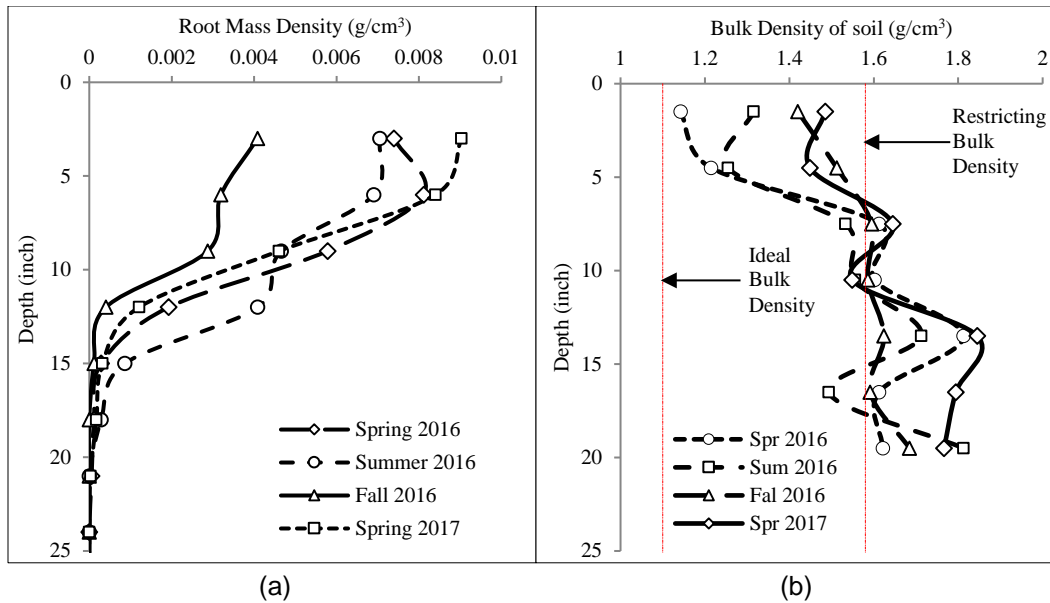 Root Mass Density (g/cm³)
0 0.002 0.004 0.006 0.008 0.01
0
5
10
15
20
25
Depth (inch)
Spring 2016
Summer 2016
Fall 2016
Spring 2017
(a)
Bulk Density of soil (g/cm³)
1 1.2 1.4 1.6 1.8 2
0
5
10
15
20
25
Depth (inch)
Restricting
Bulk
Density
Ideal
Bulk
Density
Spr 2016
Sum 2016
Fal 2016
Spr 2017
(b)